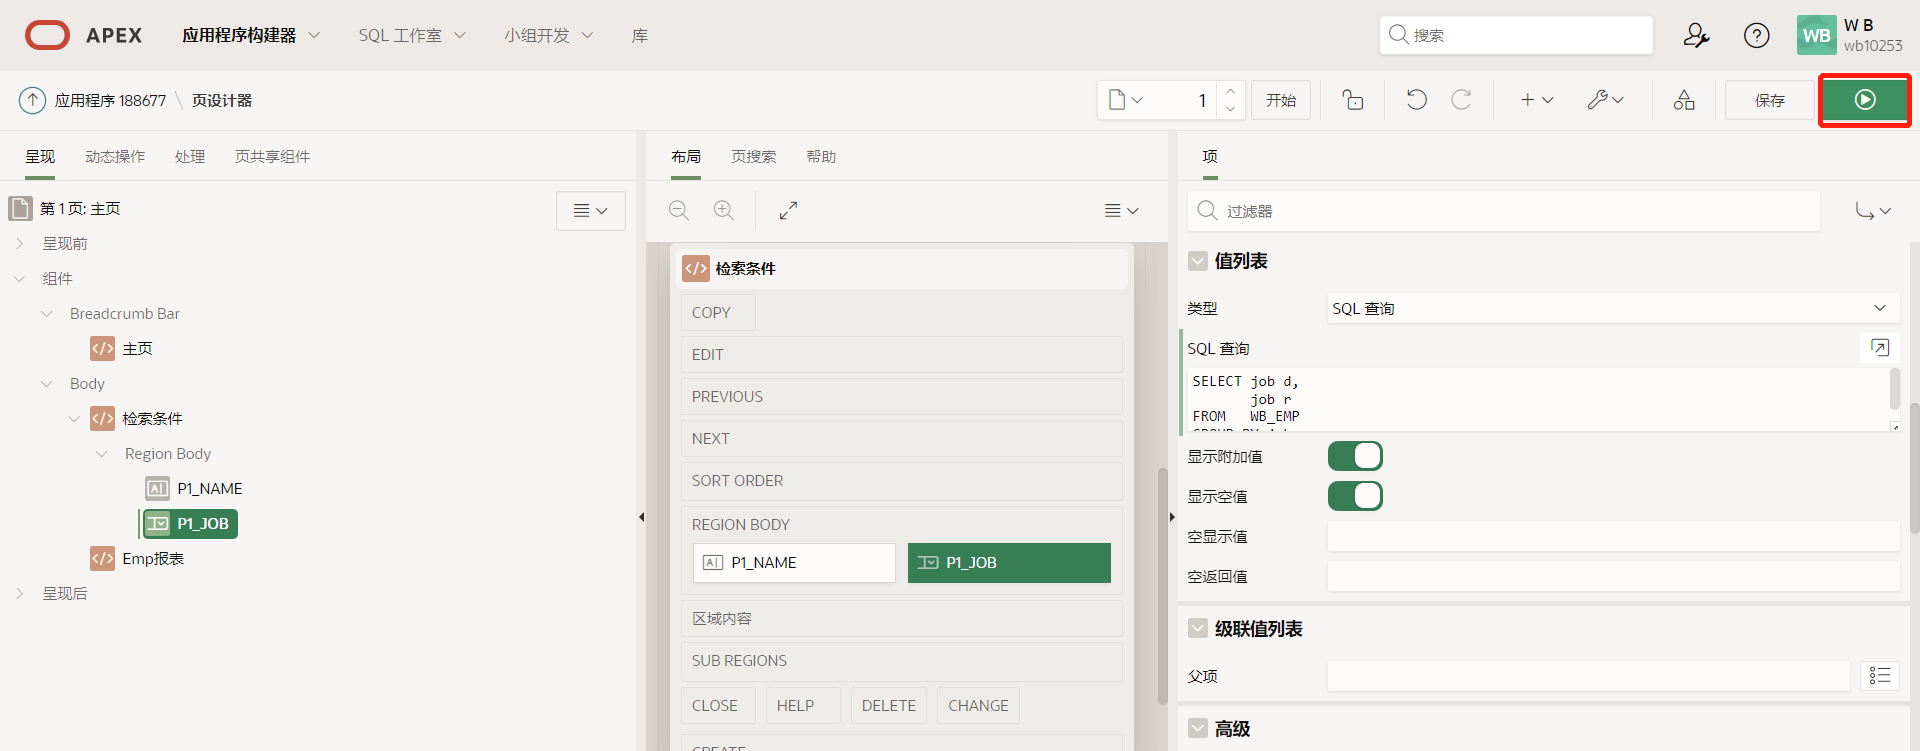 APEX
应用程序构建器
SQL 工作室
小组开发
库
搜索
WB
W B
wb10253
应用程序 188677
页设计器
1
开始
保存
呈现
动态操作
处理
页共享组件
布局
页搜索
帮助
项
第 1 页: 主页
呈现前
组件
Breadcrumb Bar
主页
Body
检索条件
Region Body
P1_NAME
P1_JOB
Emp报表
呈现后
检索条件
COPY
EDIT
PREVIOUS
NEXT
SORT ORDER
REGION BODY
P1_NAME
P1_JOB
区域内容
SUB REGIONS
CLOSE
HELP
DELETE
CHANGE
过滤器
值列表
类型
SQL 查询
SQL 查询
SELECT job d,
job r
FROM WB_EMP
显示附加值
显示空值
空显示值
空返回值
级联值列表
父项
高级